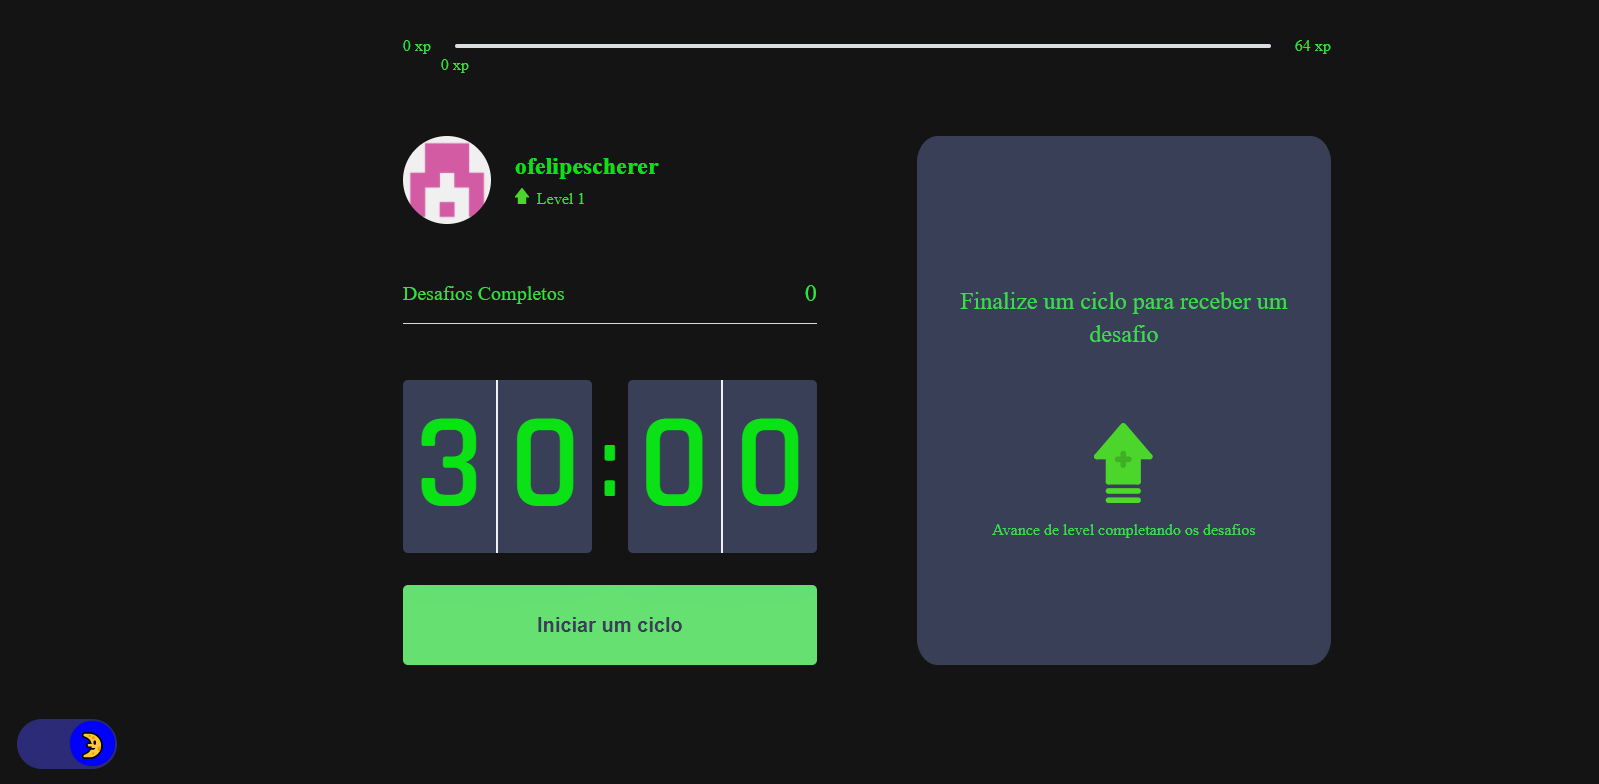 0 xp
64 xp
0 xp
ofelipescherer
Level 1
Desafios Completos
0
30:00
Iniciar um ciclo
Finalize um ciclo para receber um
desafio
Avance de level completando os desafios